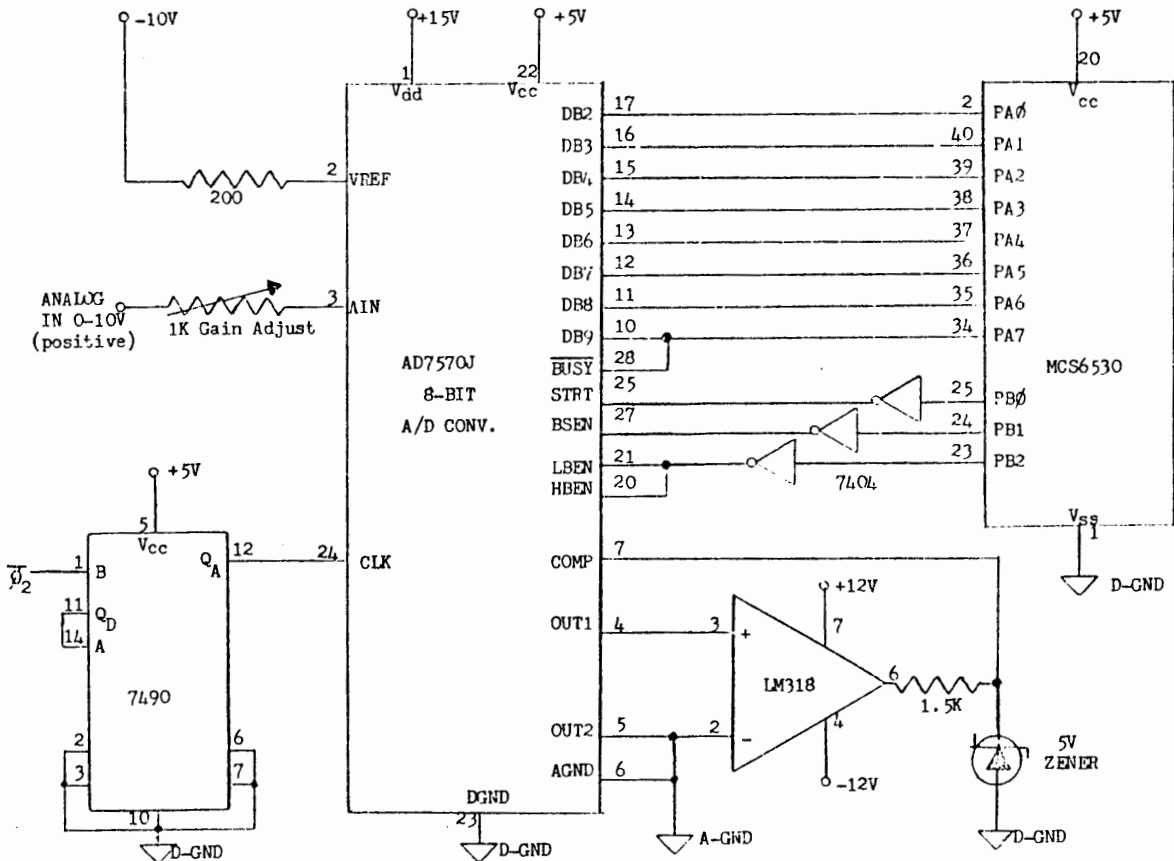 -10V
+15V
+5V
+5V
1
22
20
Vdd
Vcc
Vcc
DB2 17
2 PAØ
DB3 16
40 PA1
DB4 15
39 PA2
DB5 14
38 PA3
DB6 13
37 PA4
DB7 12
36 PA5
DB8 11
35 PA6
DB9 10
34 PA7
2 VREF
200
3 AIN
ANALOG
IN 0-10V
(positive)
1K Gain Adjust
BUSY 28
STRT 25
BSEN 27
LBEN 21
HBEN 20
AD7570J
8-BIT
A/D CONV.
MCS6530
25 PBØ
24 PB1
23 PB2
7404
Vss
1
D-GND
+5V
5
Vcc
1 B
QA 12
24 CLK
Ø2
11 QD
14 A
7490
2
3
6
7
10
D-GND
COMP 7
OUT1 4
3 +
+12V
7
LM318
6
1.5K
OUT2 5
2 -
4
-12V
AGND 6
DGND
23
D-GND
A-GND
5V
ZENER
D-GND